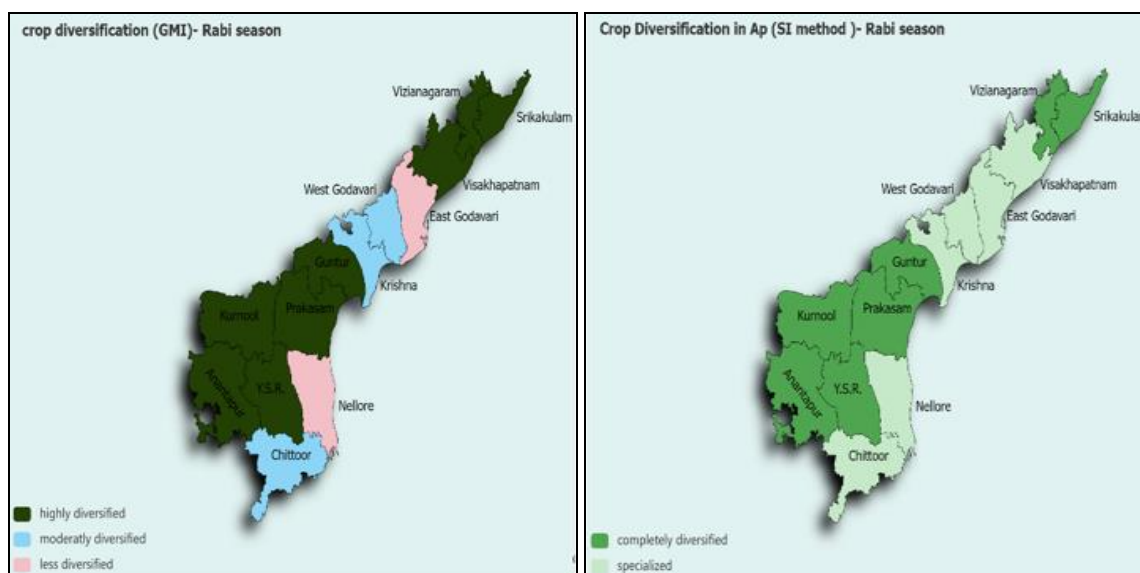 crop diversification (GMI)- Rabi season
Vizianagaram
Srikakulam
Visakhapatnam
West Godavari
East Godavari
Guntur
Krishna
Prakasam
Kurnool
Anantapur
Y.S.R.
Nellore
Chittoor
highly diversified
moderatly diversified
less diversified
Crop Diversification in Ap (SI method )- Rabi season
Vizianagaram
Srikakulam
Visakhapatnam
West Godavari
East Godavari
Guntur
Krishna
Prakasam
Kurnool
Anantapur
Y.S.R.
Nellore
Chittoor
completely diversified
specialized